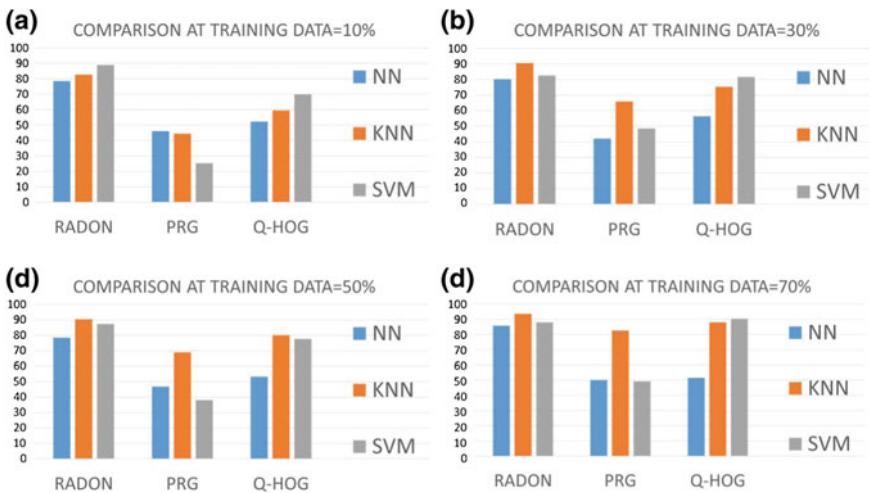 (a)
COMPARISON AT TRAINING DATA=10%
100
90
80
70
60
50
40
30
20
10
0
NN
KNN
SVM
RADON PRG Q-HOG
(b)
COMPARISON AT TRAINING DATA=30%
100
90
80
70
60
50
40
30
20
10
0
NN
KNN
SVM
RADON PRG Q-HOG
(d)
COMPARISON AT TRAINING DATA=50%
100
90
80
70
60
50
40
30
20
10
0
NN
KNN
SVM
RADON PRG Q-HOG
(d)
COMPARISON AT TRAINING DATA=70%
100
90
80
70
60
50
40
30
20
10
0
NN
KNN
SVM
RADON PRG Q-HOG